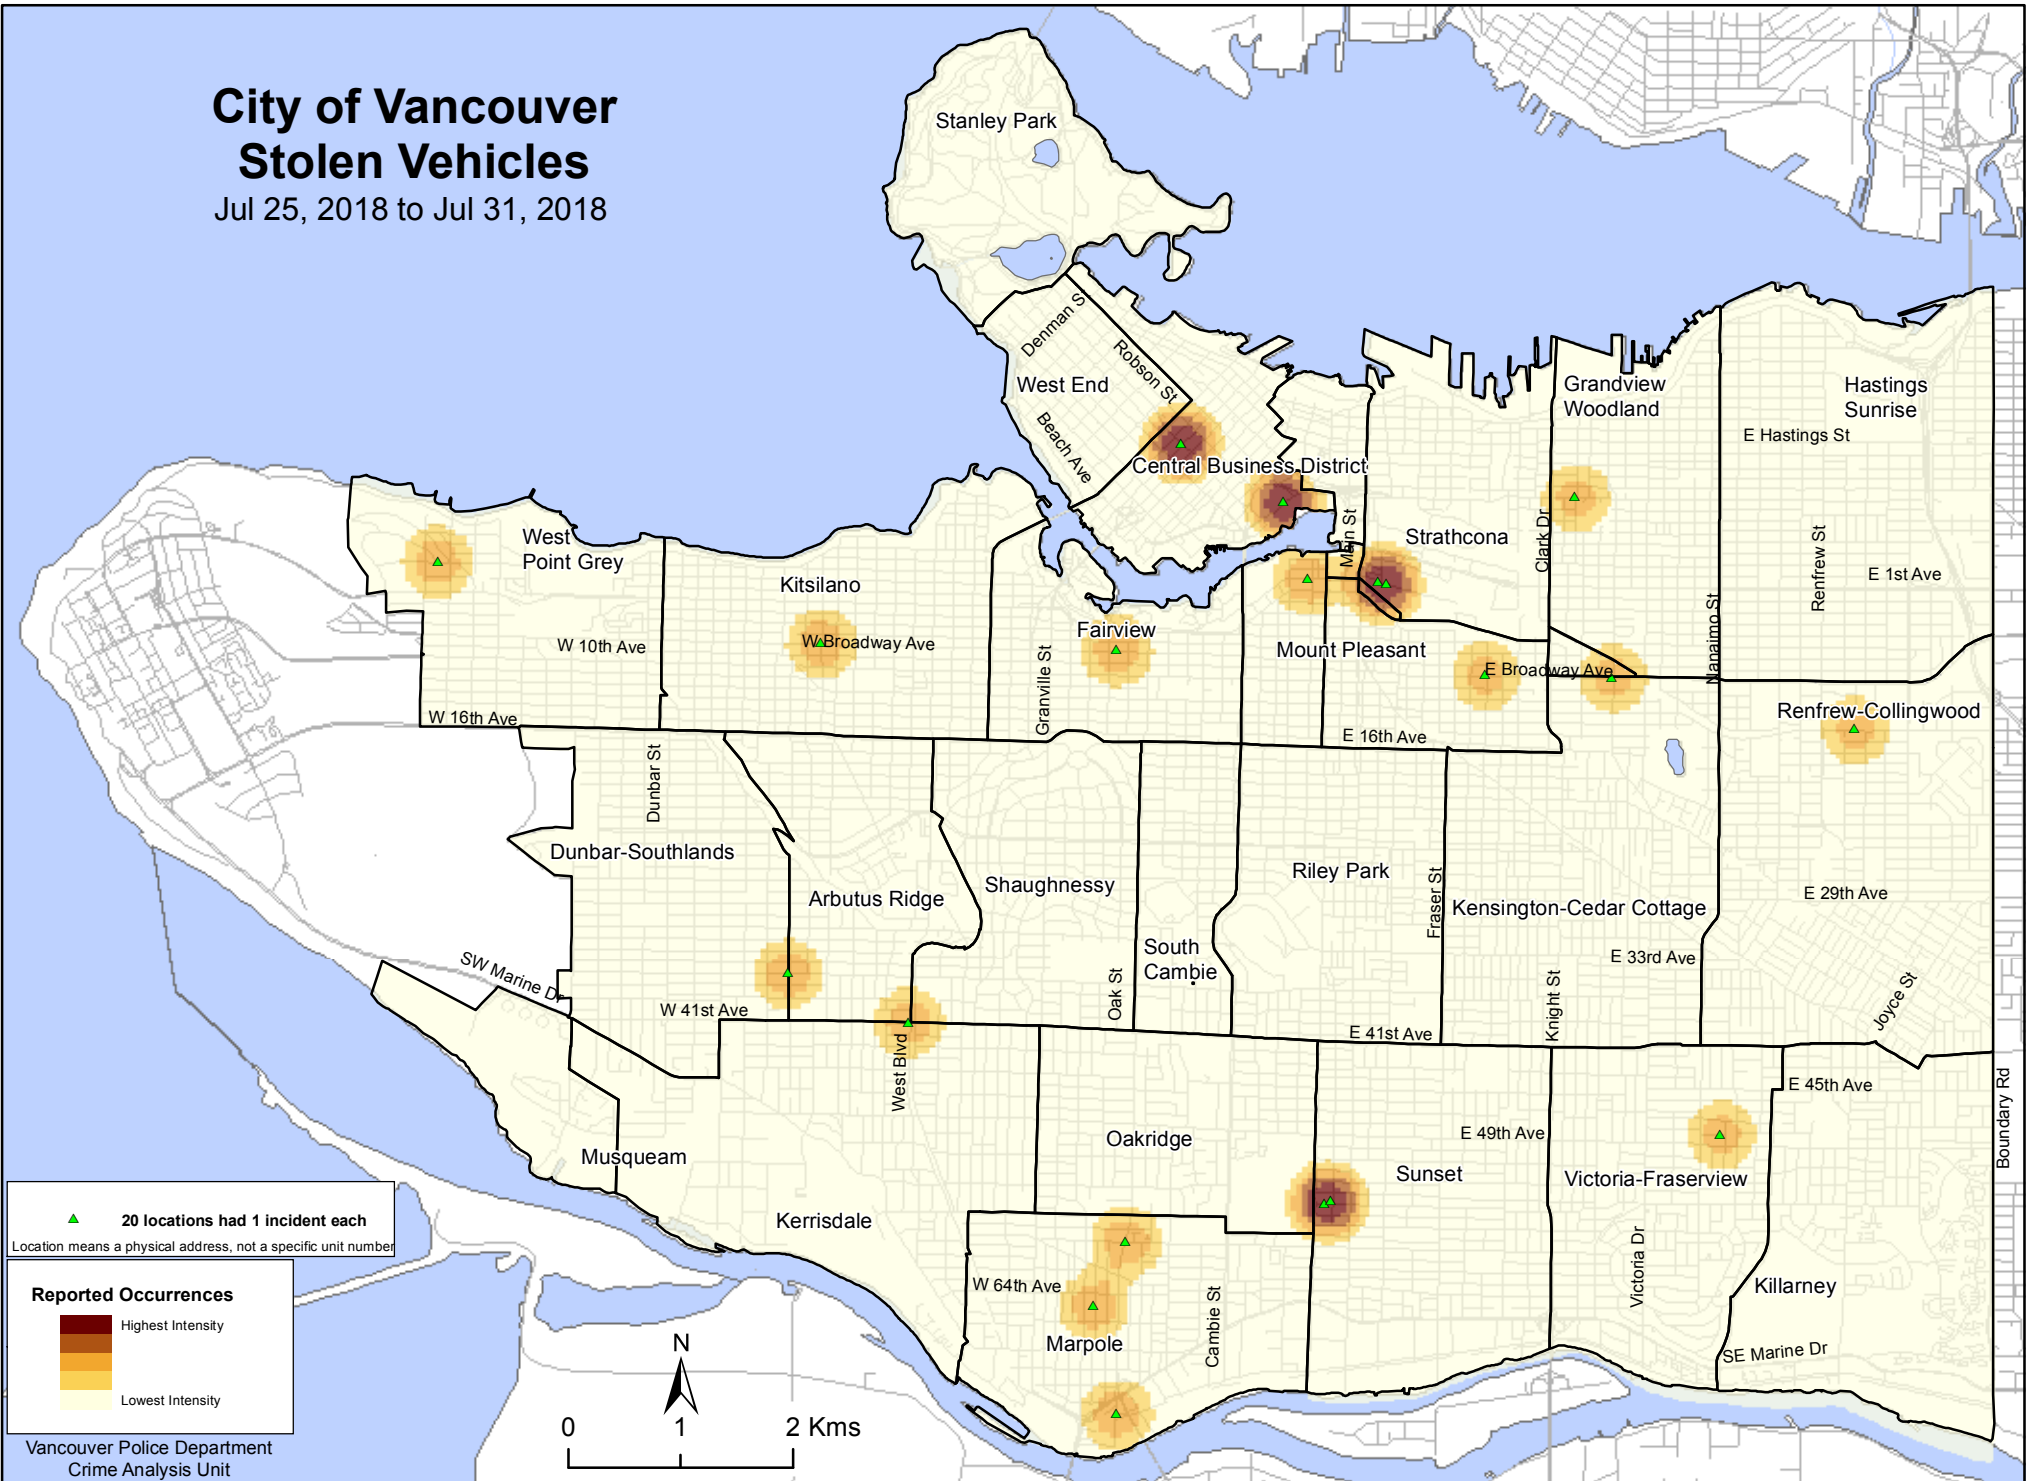 City of Vancouver
Stolen Vehicles
Jul 25, 2018 to Jul 31, 2018
Stanley Park
Denman S
Robson St
West End
Beach Ave
Central Business District
Grandview
Woodland
Hastings
Sunrise
E Hastings St
Main St
Strathcona
Clark Dr
Renfrew St
E 1st Ave
West
Point Grey
Kitsilano
W 10th Ave
W Broadway Ave
Fairview
Granville St
Mount Pleasant
E Broadway Ave
Nanaimo St
W 16th Ave
E 16th Ave
Renfrew-Collingwood
Dunbar St
Dunbar-Southlands
Arbutus Ridge
Shaughnessy
Riley Park
Fraser St
Kensington-Cedar Cottage
E 29th Ave
South
Cambie
E 33rd Ave
SW Marine Dr
W 41st Ave
Oak St
Knight St
Joyce St
E 41st Ave
West Blvd
E 45th Ave
Boundary Rd
Oakridge
E 49th Ave
Musqueam
Sunset
Victoria-Fraserview
Kerrisdale
Victoria Dr
W 64th Ave
Cambie St
Killarney
Marpole
SE Marine Dr
20 locations had 1 incident each
Location means a physical address, not a specific unit number
Reported Occurrences
Highest Intensity
Lowest Intensity
N
0 1 2 Kms
Vancouver Police Department
Crime Analysis Unit